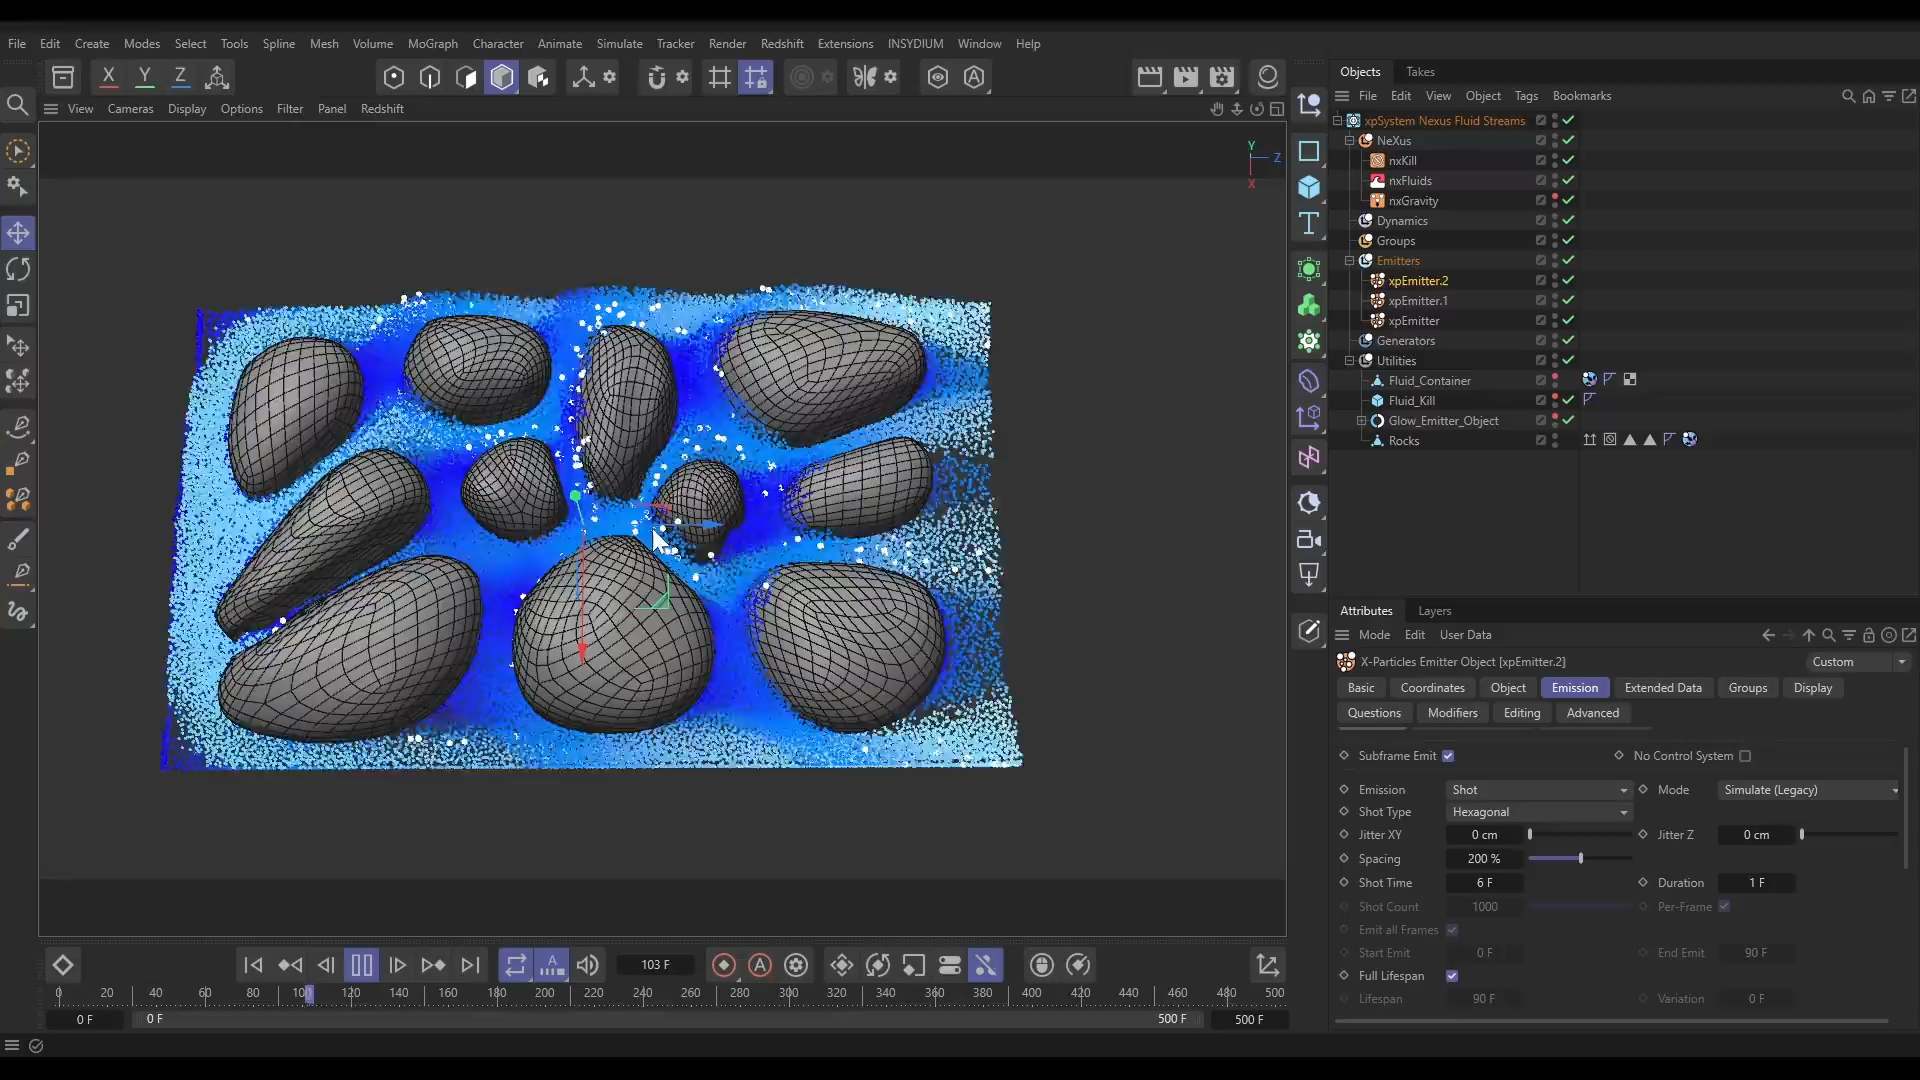 File Edit Create Modes Select Tools Spline Mesh Volume MoGraph Character Animate Simulate Tracker Render Redshift Extensions INSYDIUM Window Help
X Y Z
View Cameras Display Options Filter Panel Redshift
Y
Z
X
Objects Takes
File Edit View Object Tags Bookmarks
xpSystem Nexus Fluid Streams
NeXus
nxKill
nxFluids
nxGravity
Dynamics
Groups
Emitters
xpEmitter.2
xpEmitter.1
xpEmitter
Generators
Utilities
Fluid_Container
Fluid_Kill
Glow_Emitter_Object
Rocks
Attributes Layers
Mode Edit User Data
X-Particles Emitter Object [xpEmitter.2] Custom
Basic Coordinates Object Emission Extended Data Groups Display
Questions Modifiers Editing Advanced
Subframe Emit No Control System
Emission Shot Mode Simulate (Legacy)
Shot Type Hexagonal
Jitter XY 0 cm Jitter Z 0 cm
Spacing 200 %
Shot Time 6 F Duration 1 F
Shot Count 1000 Per-Frame
Emit all Frames
Start Emit 0 F End Emit 90 F
Full Lifespan
Lifespan 90 F Variation 0 F
103 F
0 20 40 60 80 100 120 140 160 180 200 220 240 260 280 300 320 340 360 380 400 420 440 460 480 500
0 F 0 F 500 F 500 F